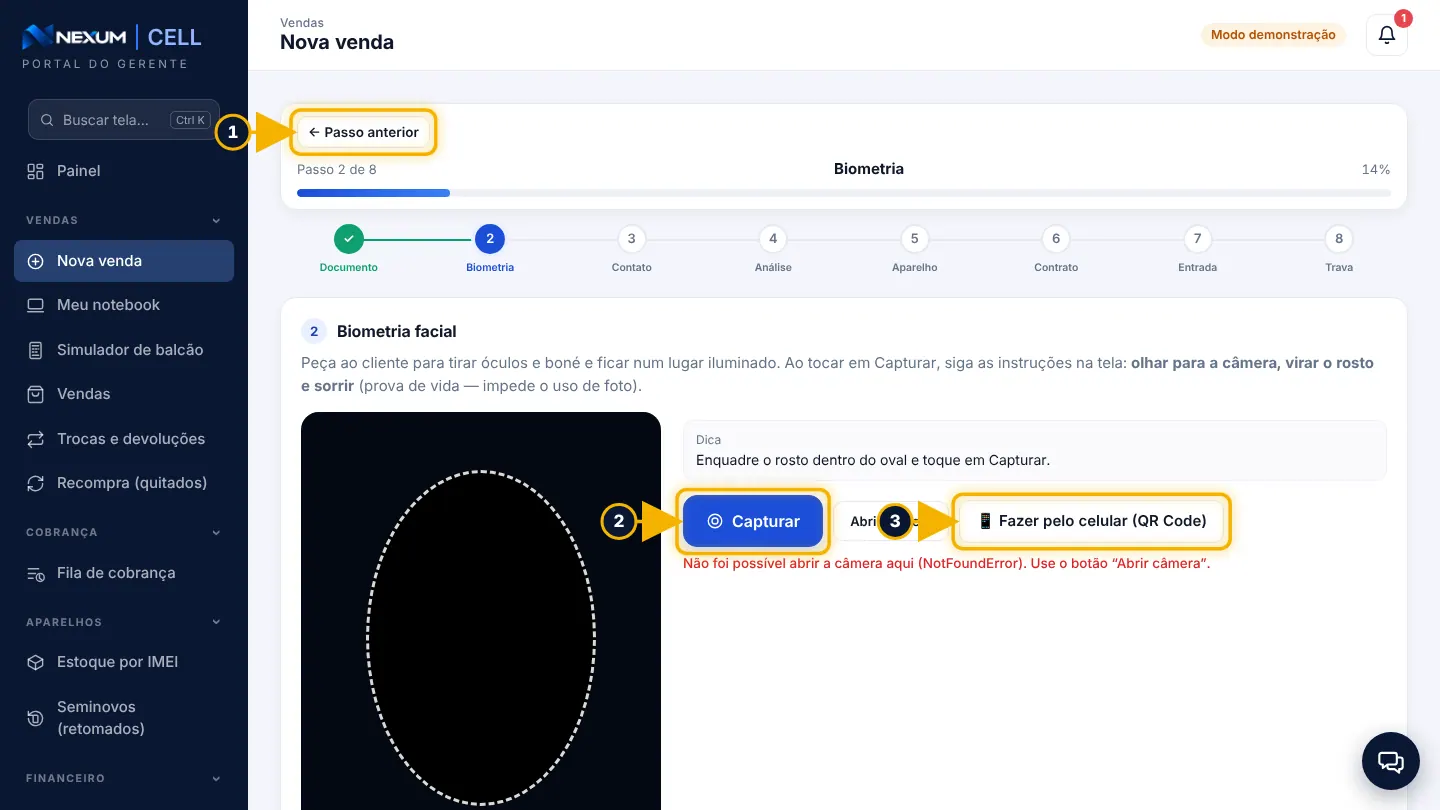 NEXUM | CELL
PORTAL DO GERENTE
Buscar tela... Ctrl K
Painel
VENDAS
Nova venda
Meu notebook
Simulador de balcão
Vendas
Trocas e devoluções
Recompra (quitados)
COBRANÇA
Fila de cobrança
APARELHOS
Estoque por IMEI
Seminovos
(retomados)
FINANCEIRO
Vendas
Nova venda
Modo demonstração
1
1
← Passo anterior
Passo 2 de 8
Biometria
14%
2 3 4 5 6 7 8
Documento Biometria Contato Análise Aparelho Contrato Entrada Trava
2 Biometria facial
Peça ao cliente para tirar óculos e boné e ficar num lugar iluminado. Ao tocar em Capturar, siga as instruções na tela: olhar para a câmera, virar o rosto
e sorrir (prova de vida — impede o uso de foto).
Dica
Enquadre o rosto dentro do oval e toque em Capturar.
2 Capturar
3 Fazer pelo celular (QR Code)
Não foi possível abrir a câmera aqui (NotFoundError). Use o botão “Abrir câmera”.